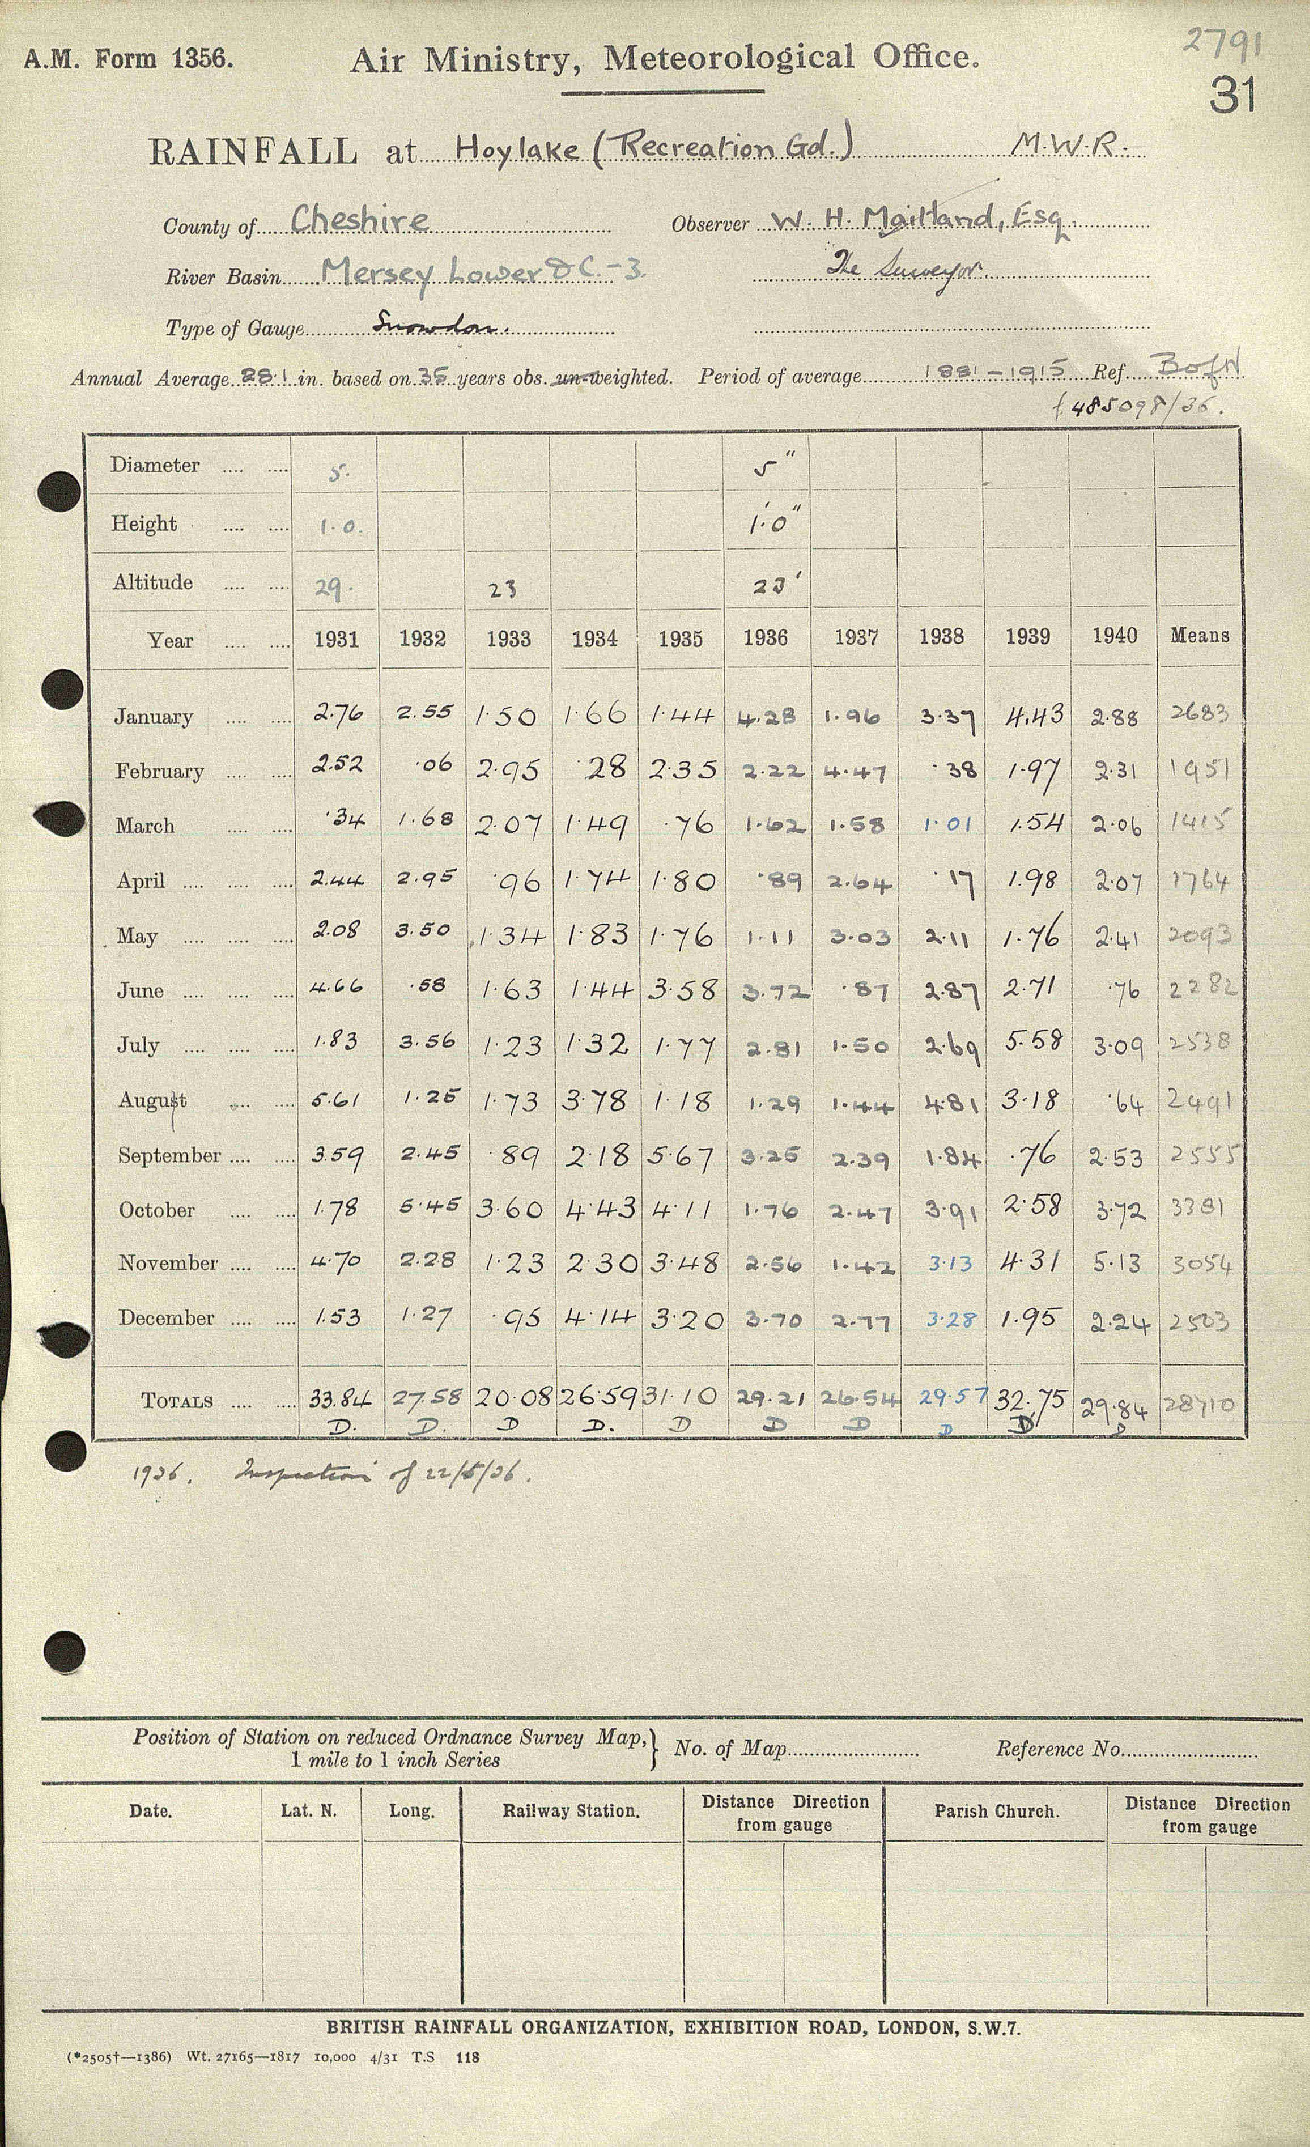 2791
A.M. Form 1356. Air Ministry, Meteorological Office. 31
RAINFALL at Hoylake (Recreation Gd.) M.W.R.
County of Cheshire Observer W. H. Maitland, Esq.
River Basin Mersey Lower & C.-3. The Surveyor.
Type of Gauge Snowdon.
Annual Average 28.1 in. based on 35 years obs. un-weighted. Period of average 1881-1915 Ref. B of W
f 485098/36.
Diameter .... .... 5. 5"
Height .... .... 1.0. 1'.0"
Altitude .... .... 29. 23 23'
Year .... .... 1931 1932 1933 1934 1935 1936 1937 1938 1939 1940 Means
January .... .... 2.76 2.55 1.50 1.66 1.44 4.28 1.96 3.37 4.43 2.88 2683
February .... .... 2.52 .06 2.95 .28 2.35 2.22 4.47 .38 1.97 2.31 1951
March .... .... .34 1.68 2.07 1.49 .76 1.62 1.58 1.01 1.54 2.06 1415
April .... .... .... 2.44 2.95 .96 1.74 1.80 .89 2.64 .17 1.98 2.07 1764
May .... .... .... 2.08 3.50 1.34 1.83 1.76 1.11 3.03 2.11 1.76 2.41 2093
June .... .... .... 4.66 .58 1.63 1.44 3.58 3.72 .87 2.87 2.71 .76 2282
July .... .... .... 1.83 3.56 1.23 1.32 1.77 2.81 1.50 2.69 5.58 3.09 2538
August .... .... 5.61 1.25 1.73 3.78 1.18 1.29 1.44 4.81 3.18 .64 2491
September .... .... 3.59 2.45 .89 2.18 5.67 3.25 2.39 1.84 .76 2.53 2555
October .... .... 1.78 5.45 3.60 4.43 4.11 1.76 2.47 3.91 2.58 3.72 3381
November .... .... 4.70 2.28 1.23 2.30 3.48 2.56 1.42 3.13 4.31 5.13 3054
December .... .... 1.53 1.27 .95 4.14 3.20 3.70 2.77 3.28 1.95 2.24 2503
TOTALS .... .... 33.84 27.58 20.08 26.59 31.10 29.21 26.54 29.57 32.75 29.84 28710
D. D. D D. D D D D D D
1936. Inspection of 22/5/36.
Position of Station on reduced Ordnance Survey Map, } No. of Map Reference No.
1 mile to 1 inch Series
Date. Lat. N. Long. Railway Station. Distance Direction from gauge Parish Church. Distance Direction from gauge
BRITISH RAINFALL ORGANIZATION, EXHIBITION ROAD, LONDON, S.W.7.
(*2505†—1386) Wt. 27165—1817 10,000 4/31 T.S 118